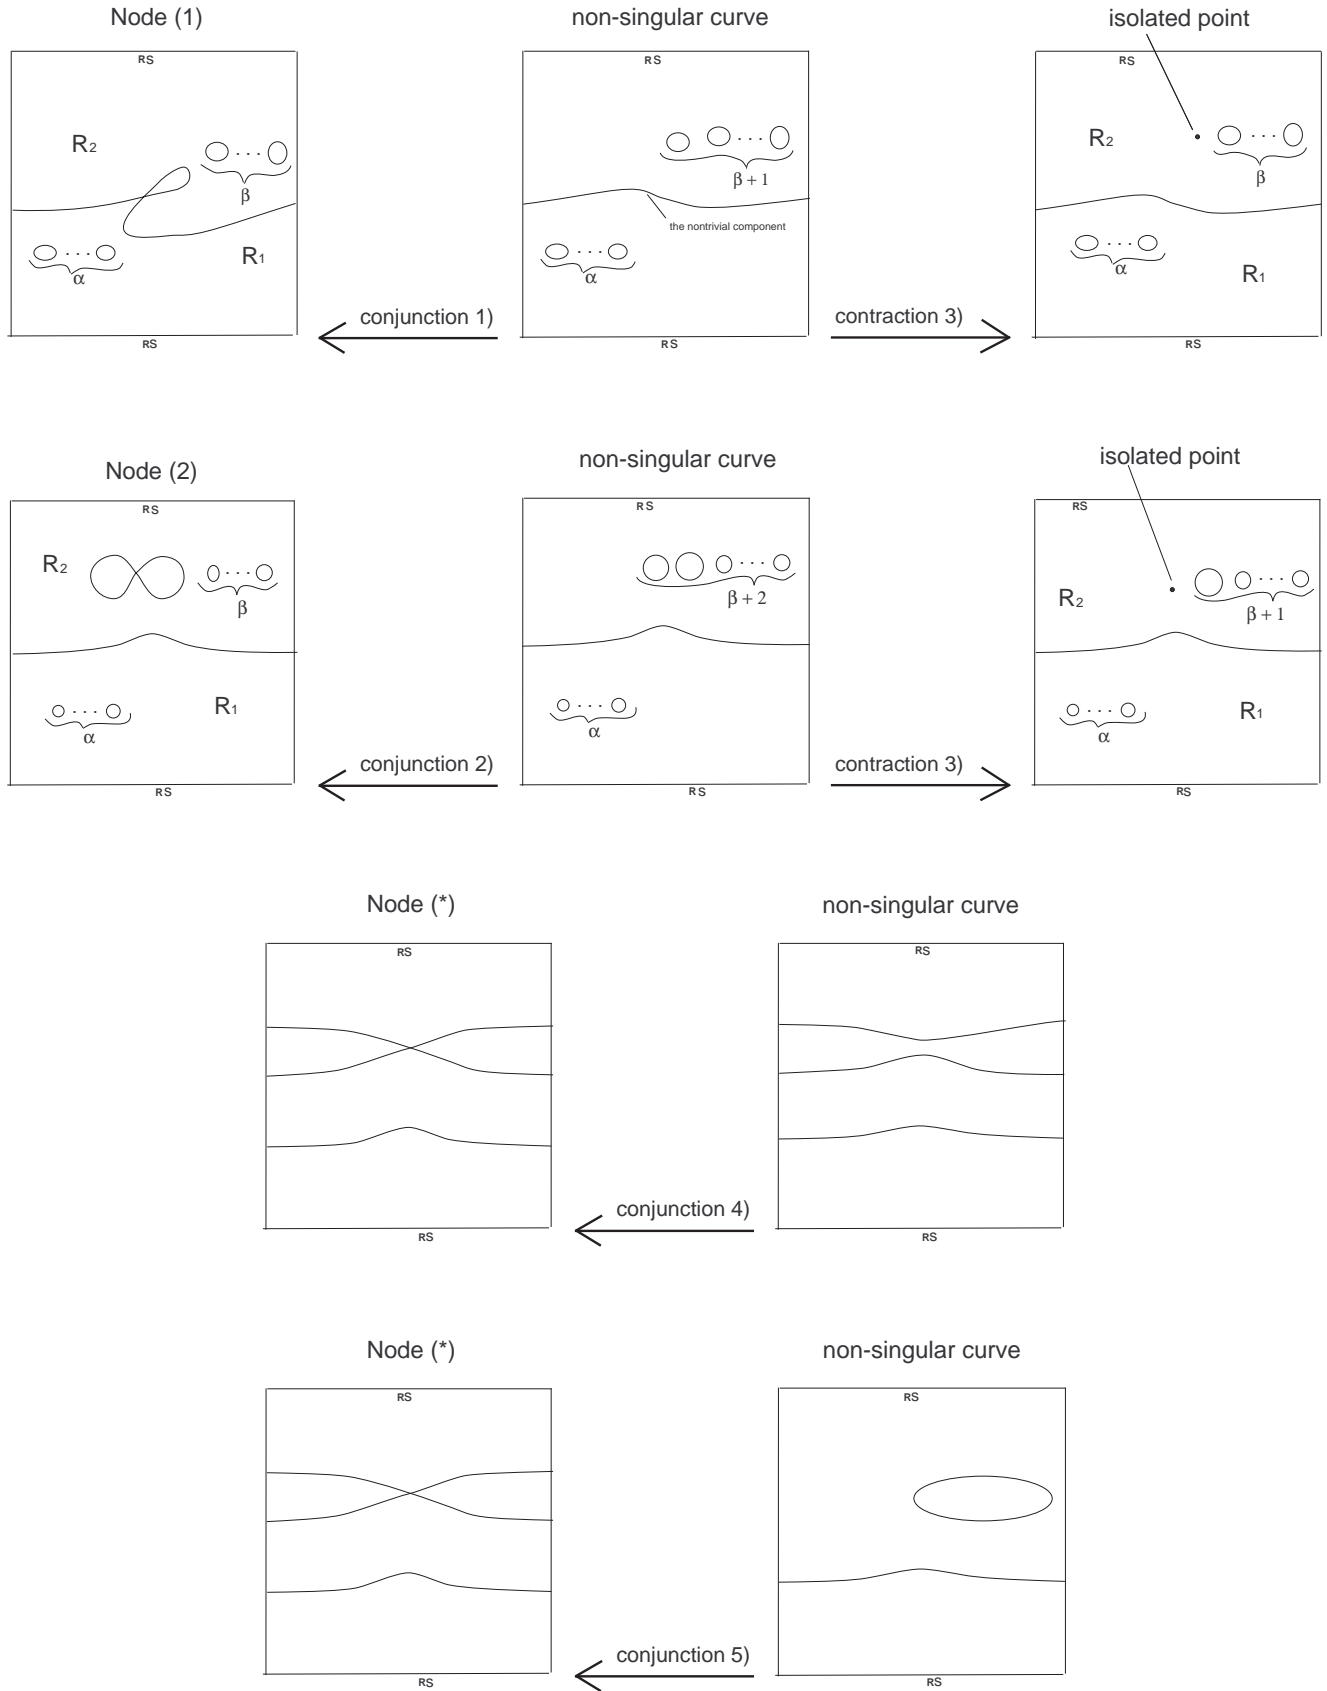 Node (1)
non-singular curve
isolated point
RS
RS
RS
R2
β
α
R1
β + 1
the nontrivial component
α
R2
β
α
R1
conjunction 1)
contraction 3)
RS
RS
RS
Node (2)
non-singular curve
isolated point
RS
RS
RS
R2
β
α
R1
β + 2
α
R2
β + 1
α
R1
conjunction 2)
contraction 3)
RS
RS
RS
Node (*)
non-singular curve
RS
RS
conjunction 4)
RS
RS
Node (*)
non-singular curve
RS
RS
conjunction 5)
RS
RS